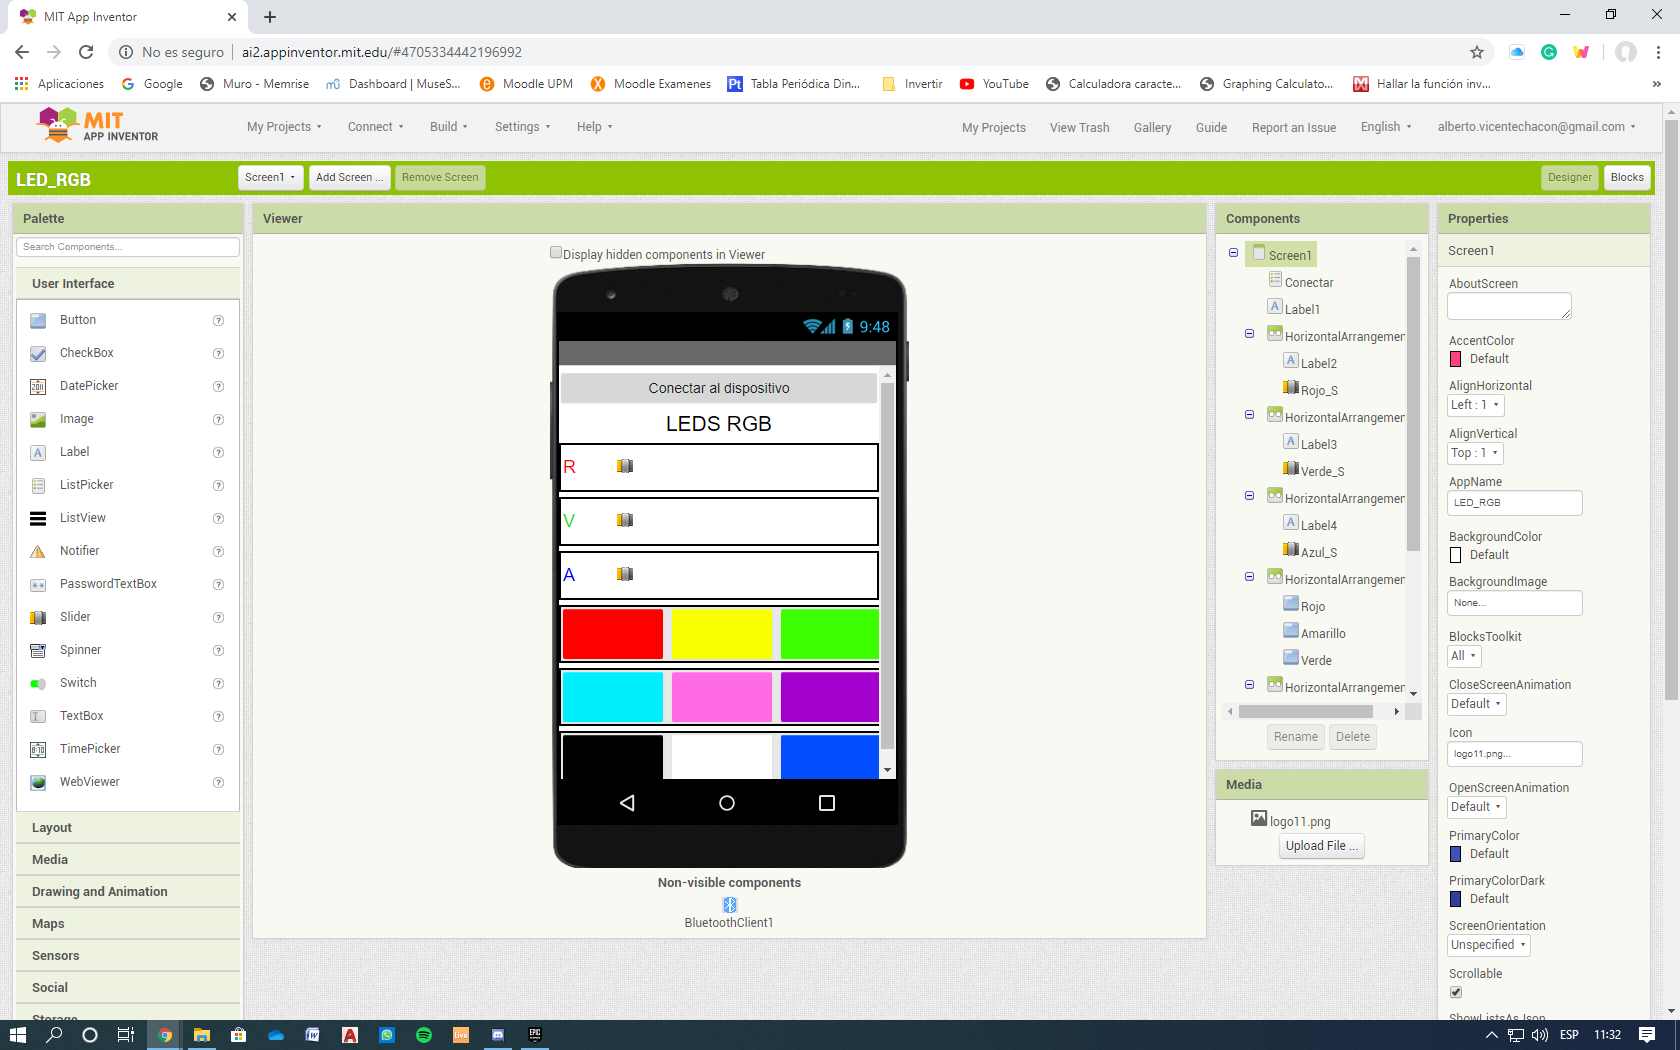 MIT App Inventor
No es seguro
ai2.appinventor.mit.edu/#4705334442196992
Aplicaciones
Google
Muro - Memrise
Dashboard | MuseS...
Moodle UPM
Moodle Examenes
Tabla Periódica Din...
Invertir
YouTube
Calculadora caracte...
Graphing Calculato...
Hallar la función inv...
MIT
APP INVENTOR
My Projects
Connect
Build
Settings
Help
My Projects
View Trash
Gallery
Guide
Report an Issue
English
alberto.vicentechacon@gmail.com
LED_RGB
Screen1
Add Screen ...
Remove Screen
Designer
Blocks
Palette
Search Components...
User Interface
Button
CheckBox
DatePicker
Image
Label
ListPicker
ListView
Notifier
PasswordTextBox
Slider
Spinner
Switch
TextBox
TimePicker
WebViewer
Layout
Media
Drawing and Animation
Maps
Sensors
Social
Storage
Viewer
Display hidden components in Viewer
9:48
Conectar al dispositivo
LEDS RGB
R
V
A
Non-visible components
BluetoothClient1
Components
Screen1
Conectar
Label1
HorizontalArrangemen
Label2
Rojo_S
HorizontalArrangemen
Label3
Verde_S
HorizontalArrangemen
Label4
Azul_S
HorizontalArrangemen
Rojo
Amarillo
Verde
HorizontalArrangemen
Rename
Delete
Media
logo11.png
Upload File ...
Properties
Screen1
AboutScreen
AccentColor
Default
AlignHorizontal
Left : 1
AlignVertical
Top : 1
AppName
LED_RGB
BackgroundColor
Default
BackgroundImage
None...
BlocksToolkit
All
CloseScreenAnimation
Default
Icon
logo11.png...
OpenScreenAnimation
Default
PrimaryColor
Default
PrimaryColorDark
Default
ScreenOrientation
Unspecified
Scrollable
ShowListsAsJson
ESP
11:32